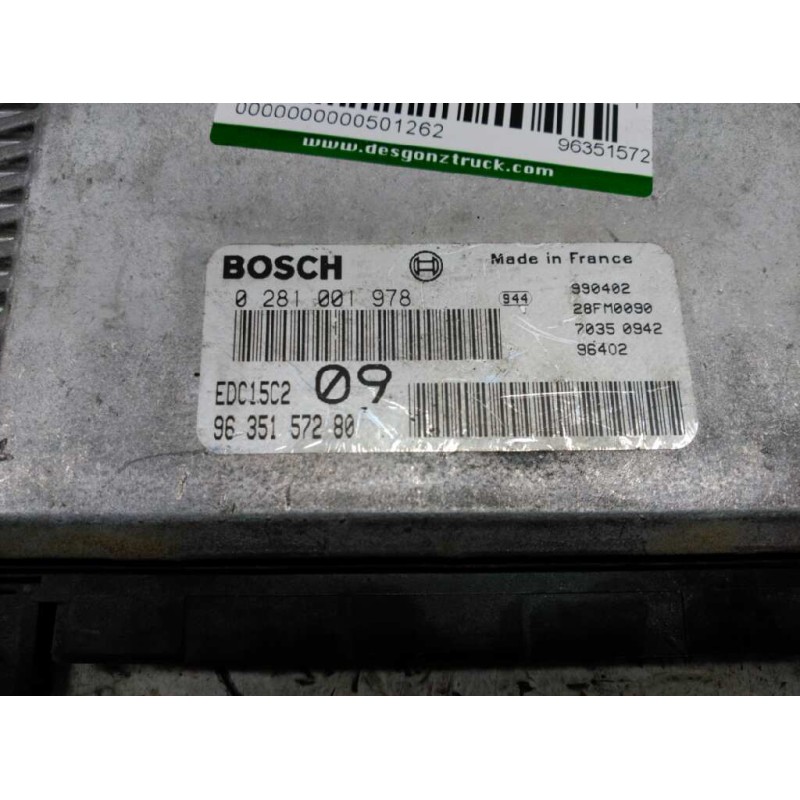 0000000000501262
96351572
www.desgonztruck.com
BOSCH
Made in France
0 281 001 978
944
990402
28FM0090
7035 0942
96402
EDC15C2 09
96 351 572 80